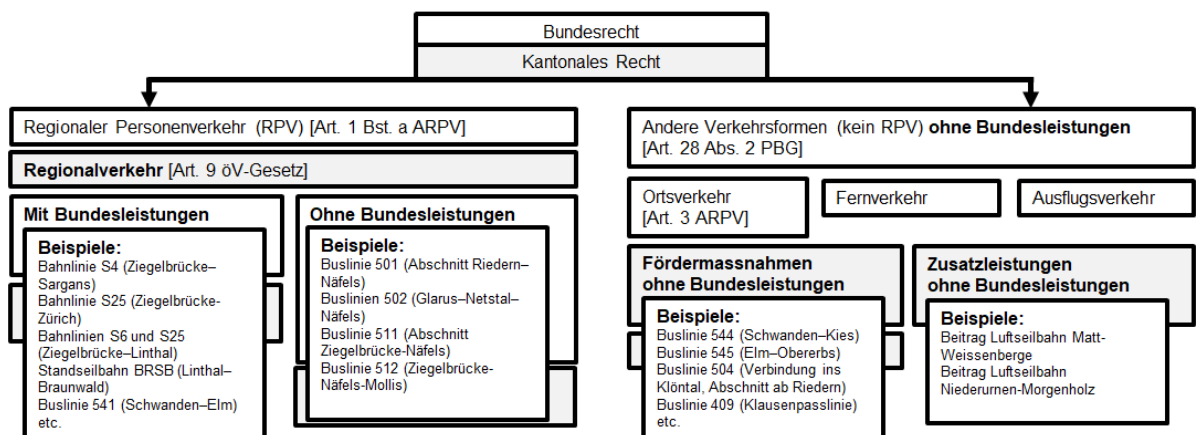 Bundesrecht
Kantonales Recht
Regionaler Personenverkehr (RPV) [Art. 1 Bst. a ARPV]
Regionalverkehr [Art. 9 öV-Gesetz]
Mit Bundesleistungen
Beispiele:
Bahnlinie S4 (Ziegelbrücke–
Sargans)
Bahnlinie S25 (Ziegelbrücke-
Zürich)
Bahnlinien S6 und S25
(Ziegelbrücke–Linthal)
Standseilbahn BRSB (Linthal–
Braunwald)
Buslinie 541 (Schwanden–Elm)
etc.
Ohne Bundesleistungen
Beispiele:
Buslinie 501 (Abschnitt Riedern–
Näfels)
Buslinien 502 (Glarus–Netstal–
Näfels)
Buslinie 511 (Abschnitt
Ziegelbrücke-Näfels)
Buslinie 512 (Ziegelbrücke-
Näfels-Mollis)
Andere Verkehrsformen (kein RPV) ohne Bundesleistungen
[Art. 28 Abs. 2 PBG]
Ortsverkehr
[Art. 3 ARPV]
Fernverkehr
Ausflugsverkehr
Fördermassnahmen
ohne Bundesleistungen
Beispiele:
Buslinie 544 (Schwanden–Kies)
Buslinie 545 (Elm–Obererbs)
Buslinie 504 (Verbindung ins
Klöntal, Abschnitt ab Riedern)
Buslinie 409 (Klausenpasslinie)
etc.
Zusatzleistungen
ohne Bundesleistungen
Beispiele:
Beitrag Luftseilbahn Matt-
Weissenberge
Beitrag Luftseilbahn
Niederurnen-Morgenholz